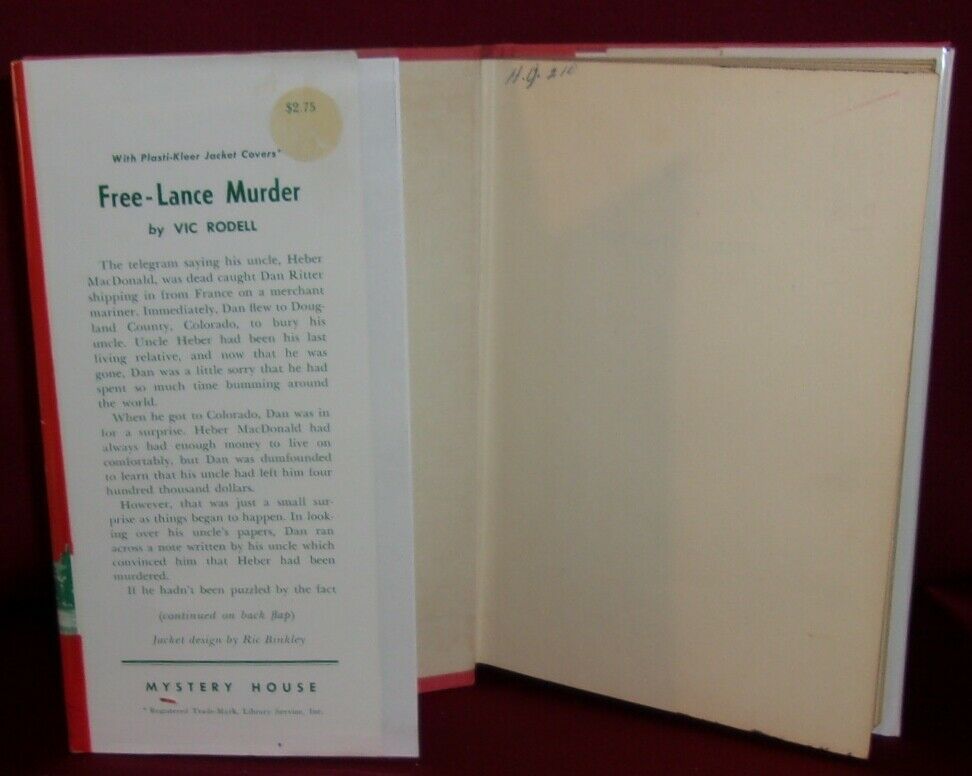 $2.75
With Plasti-Kleer Jacket Covers*
Free-Lance Murder
by VIC RODELL
The telegram saying his uncle, Heber
MacDonald, was dead caught Dan Ritter
shipping in from France on a merchant
mariner. Immediately, Dan flew to Doug-
land County, Colorado, to bury his
uncle. Uncle Heber had been his last
living relative, and now that he was
gone, Dan was a little sorry that he had
spent so much time bumming around
the world.
When he got to Colorado, Dan was in
for a surprise. Heber MacDonald had
always had enough money to live on
comfortably, but Dan was dumfounded
to learn that his uncle had left him four
hundred thousand dollars.
However, that was just a small sur-
prise as things began to happen. In look-
ing over his uncle's papers, Dan ran
across a note written by his uncle which
convinced him that Heber had been
murdered.
If he hadn't been puzzled by the fact
(continued on back flap)
Jacket design by Ric Binkley
MYSTERY HOUSE
* Registered Trade-Mark, Library Service, Inc.
H.G. 210